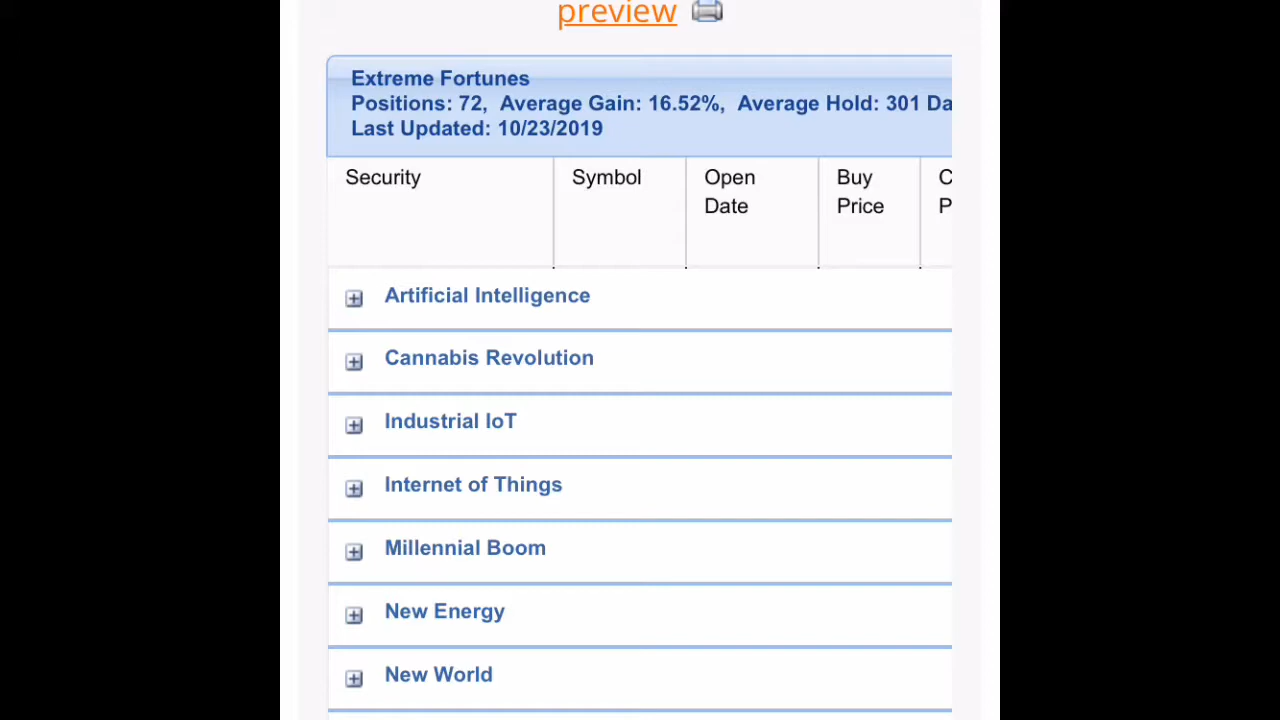 preview
Extreme Fortunes
Positions: 72, Average Gain: 16.52%, Average Hold: 301 Da
Last Updated: 10/23/2019
Security Symbol Open Date Buy Price C P
Artificial Intelligence
Cannabis Revolution
Industrial IoT
Internet of Things
Millennial Boom
New Energy
New World